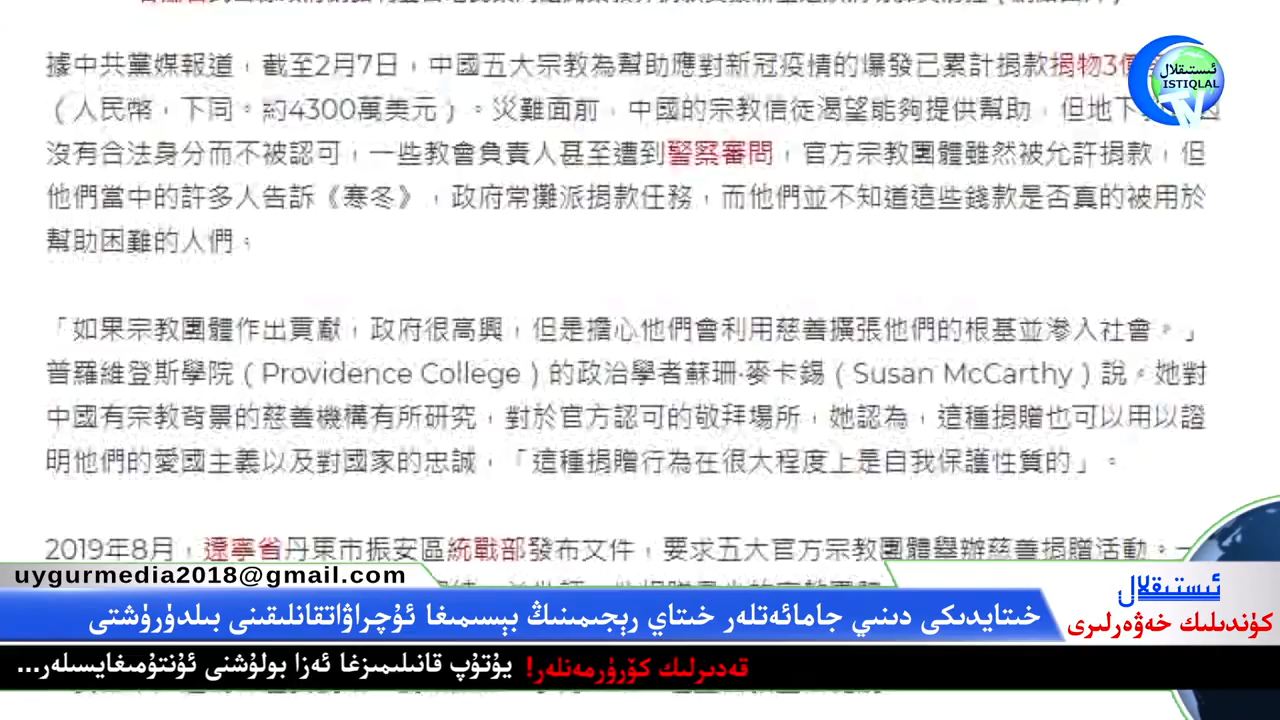 據中共黨媒報道，截至2月7日，中國五大宗教為幫助應對新冠疫情的爆發已累計捐款捐物3億
（人民幣，下同。約4300萬美元）。災難面前，中國的宗教信徒渴望能夠提供幫助，但地下
沒有合法身分而不被認可，一些教會負責人甚至遭到警察審問，官方宗教團體雖然被允許捐款，但
他們當中的許多人告訴《寒冬》，政府常攤派捐款任務，而他們並不知道這些錢款是否真的被用於
幫助困難的人們。
「如果宗教團體作出貢獻，政府很高興，但是擔心他們會利用慈善擴張他們的根基並滲入社會。」
普羅維登斯學院（Providence College）的政治學者蘇珊·麥卡錫（Susan McCarthy）說。她對
中國有宗教背景的慈善機構有所研究，對於官方認可的敬拜場所，她認為，這種捐贈也可以用以證
明他們的愛國主義以及對國家的忠誠，「這種捐贈行為在很大程度上是自我保護性質的」。
2019年8月，遼寧省丹東市振安區統戰部發布文件，要求五大官方宗教團體舉辦慈善捐贈活動。一
ئىستىقلال
ISTIQLAL
TV
uygurmedia2018@gmail.com
خىتايدىكى دىنىي جامائەتلەر خىتاي رېجىمىنىڭ بېسىمىغا ئۇچراۋاتقانلىقىنى بىلدۈرۈشتى
ئىستىقلال
كۈندىلىك خەۋەرلىرى
قەدىرلىك كۆرۈرمەنلەر! يۇتۇپ قانىلىمىزغا ئەزا بولۇشنى ئۇنتۇمىغايسىلەر...